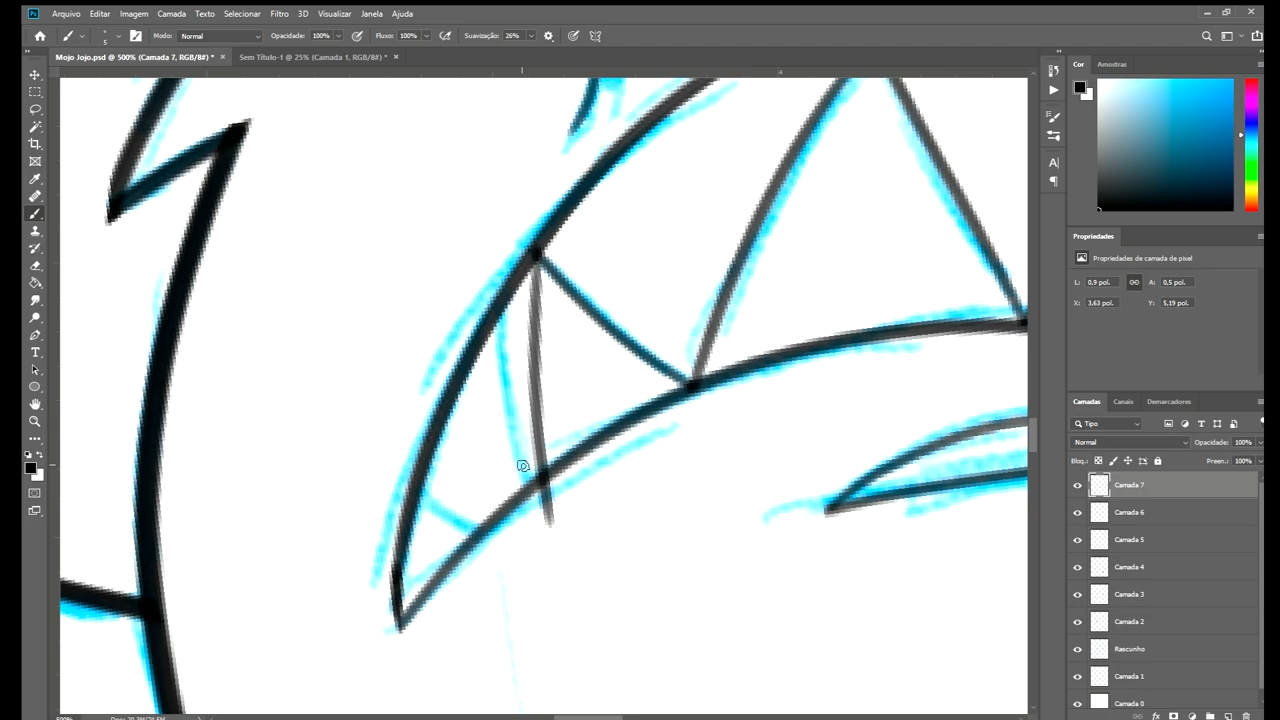 Ps Arquivo Editar Imagem Camada Texto Selecionar Filtro 3D Visualizar Janela Ajuda
5 Modo: Normal Opacidade: 100% Fluxo: 100% Suavização: 26%
Mojo Jojo.psd @ 500% (Camada 7, RGB/8#) * × Sem Título-1 @ 25% (Camada 1, RGB/8#) * ×
4
Cor Amostras
Propriedades
Propriedades de camada de pixel
L: 0,9 pol. A: 0,5 pol.
X: 3,63 pol. Y: 5,19 pol.
Camadas Canais Demarcadores
Tipo
Normal Opacidade: 100%
Bloq.: Preen.: 100%
Camada 7
Camada 6
Camada 5
Camada 4
Camada 3
Camada 2
Rascunho
Camada 1
Camada 0